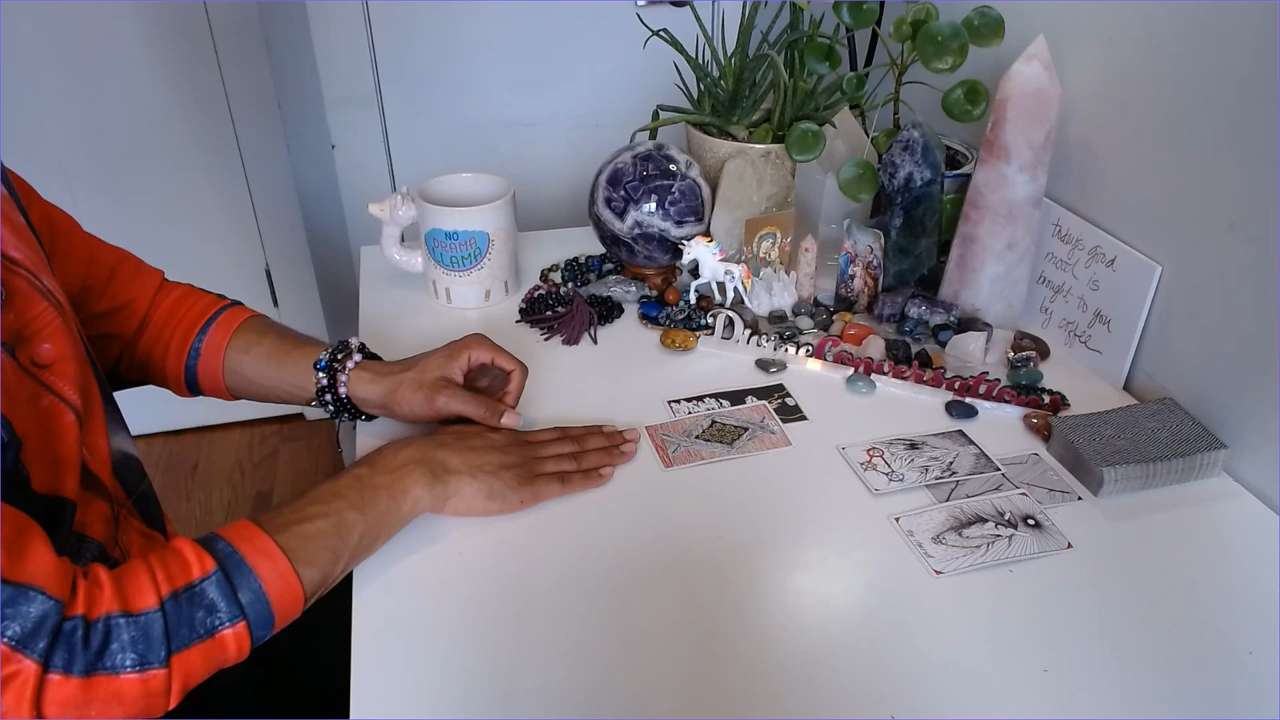 NO
DRAMA
LLAMA
today's good
mood is
brought to you
by coffee
Divine Conversations